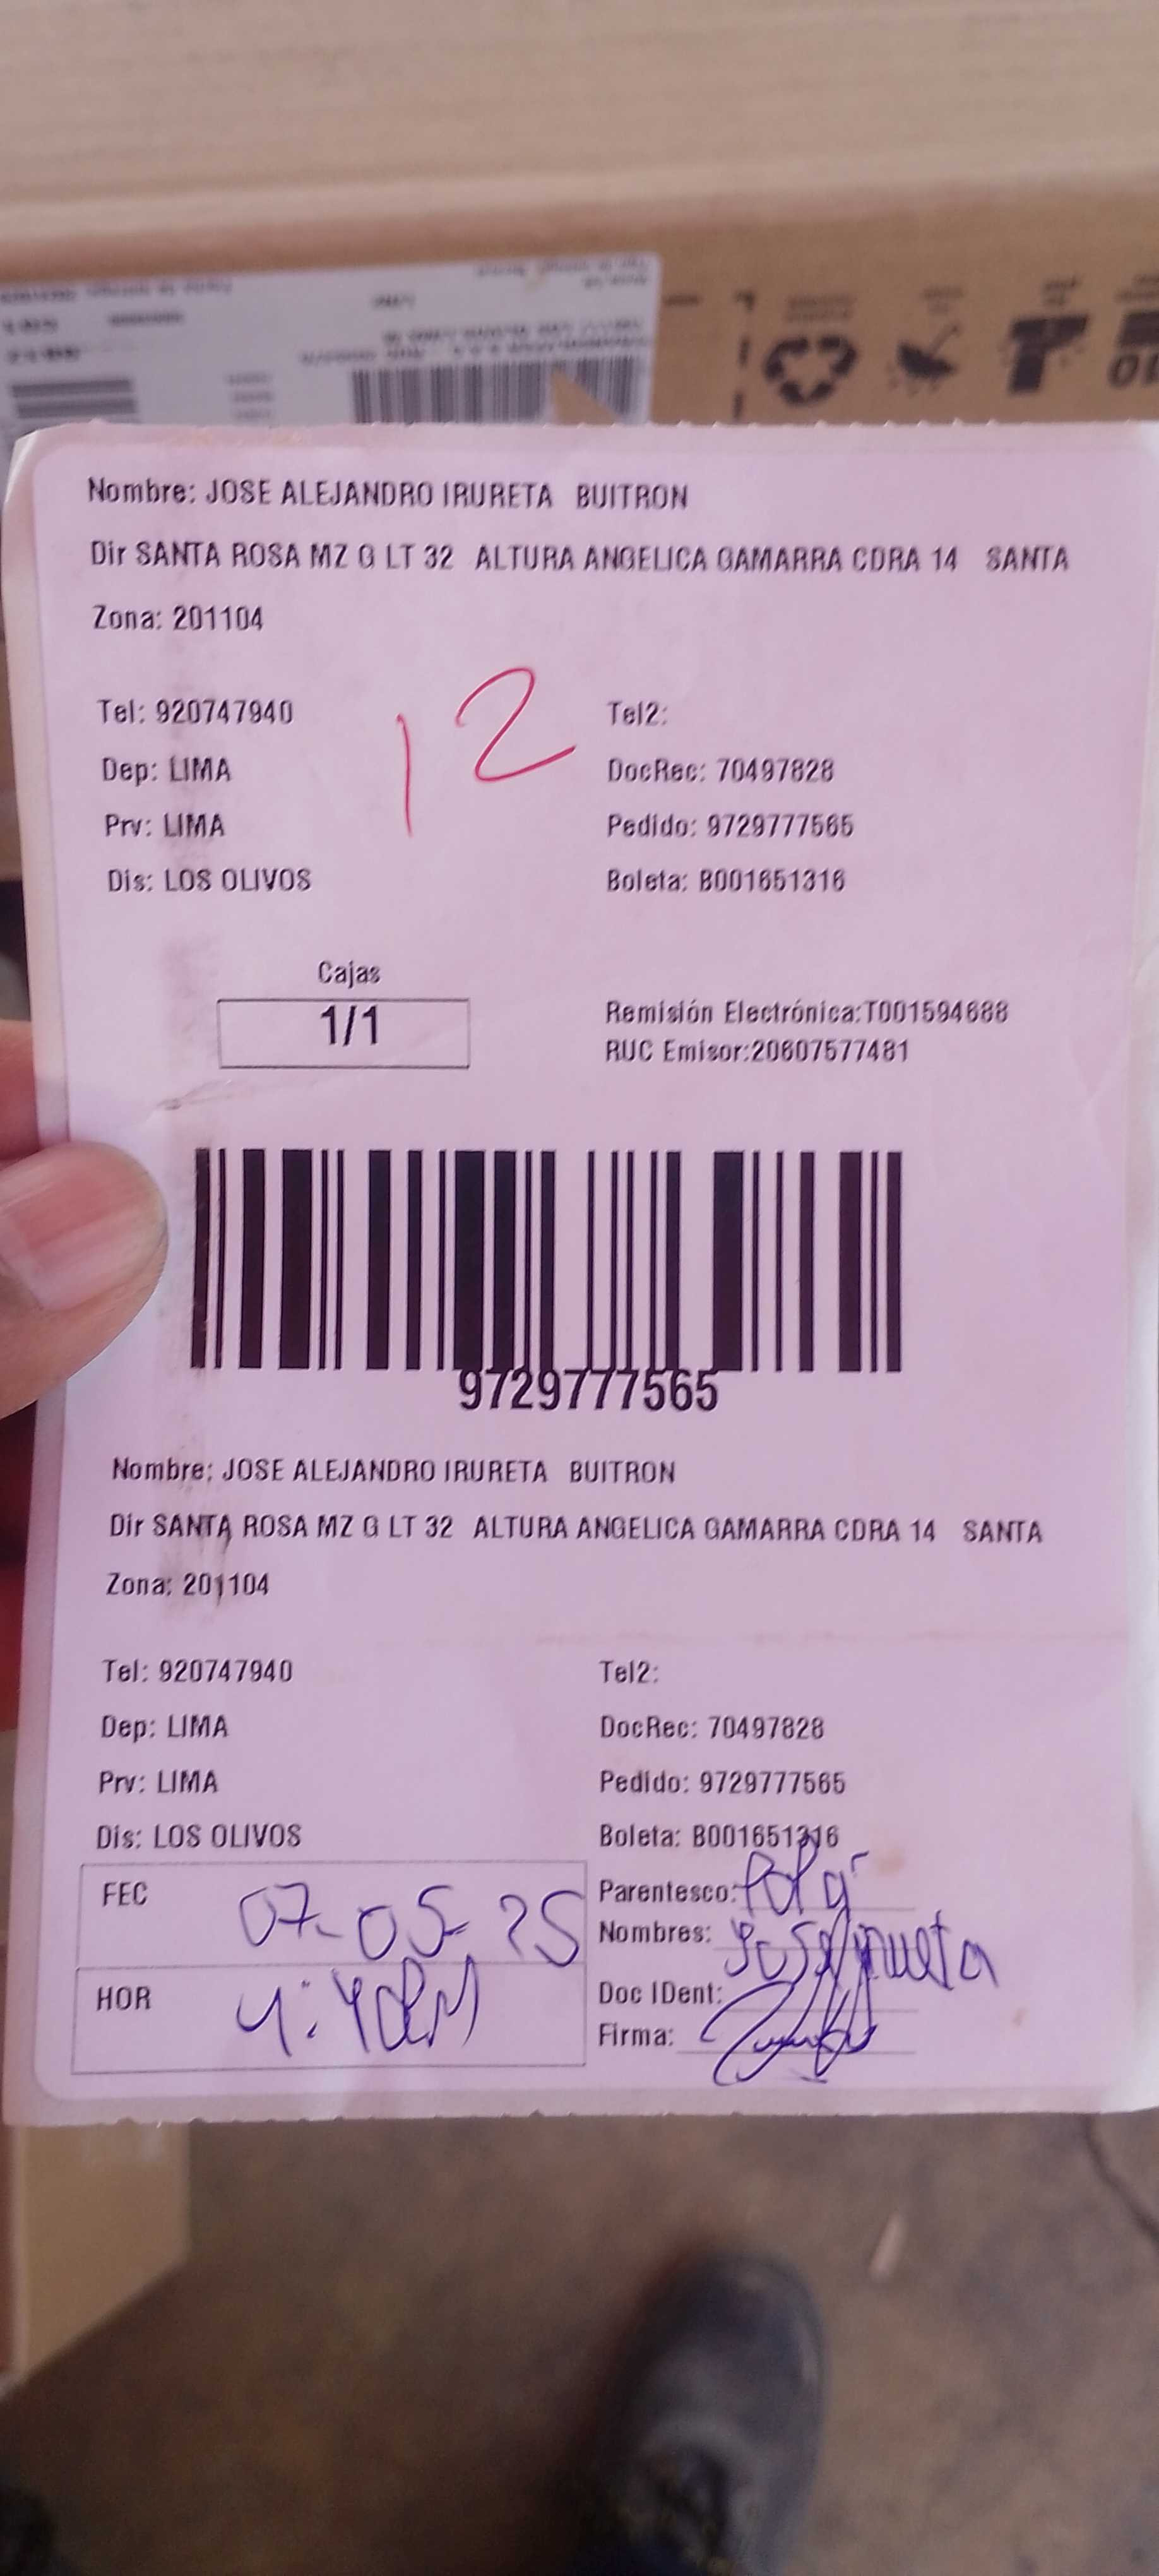 Nombre: JOSE ALEJANDRO IRURETA BUITRON
Dir SANTA ROSA MZ G LT 32 ALTURA ANGELICA GAMARRA CDRA 14 SANTA
Zona: 201104
12
Tel: 920747940 Tel2:
Dep: LIMA DocRec: 70497828
Prv: LIMA Pedido: 9729777565
Dis: LOS OLIVOS Boleta: B001651316
Cajas
1/1
Remisión Electrónica:T001594688
RUC Emisor:20607577481
9729777565
Nombre: JOSE ALEJANDRO IRURETA BUITRON
Dir SANTA ROSA MZ G LT 32 ALTURA ANGELICA GAMARRA CDRA 14 SANTA
Zona: 201104
Tel: 920747940 Tel2:
Dep: LIMA DocRec: 70497828
Prv: LIMA Pedido: 9729777565
Dis: LOS OLIVOS Boleta: B001651316
FEC 07-05-25 Parentesco:
Nombres: Jose Irureta
HOR 4:40PM Doc IDent:
Firma: